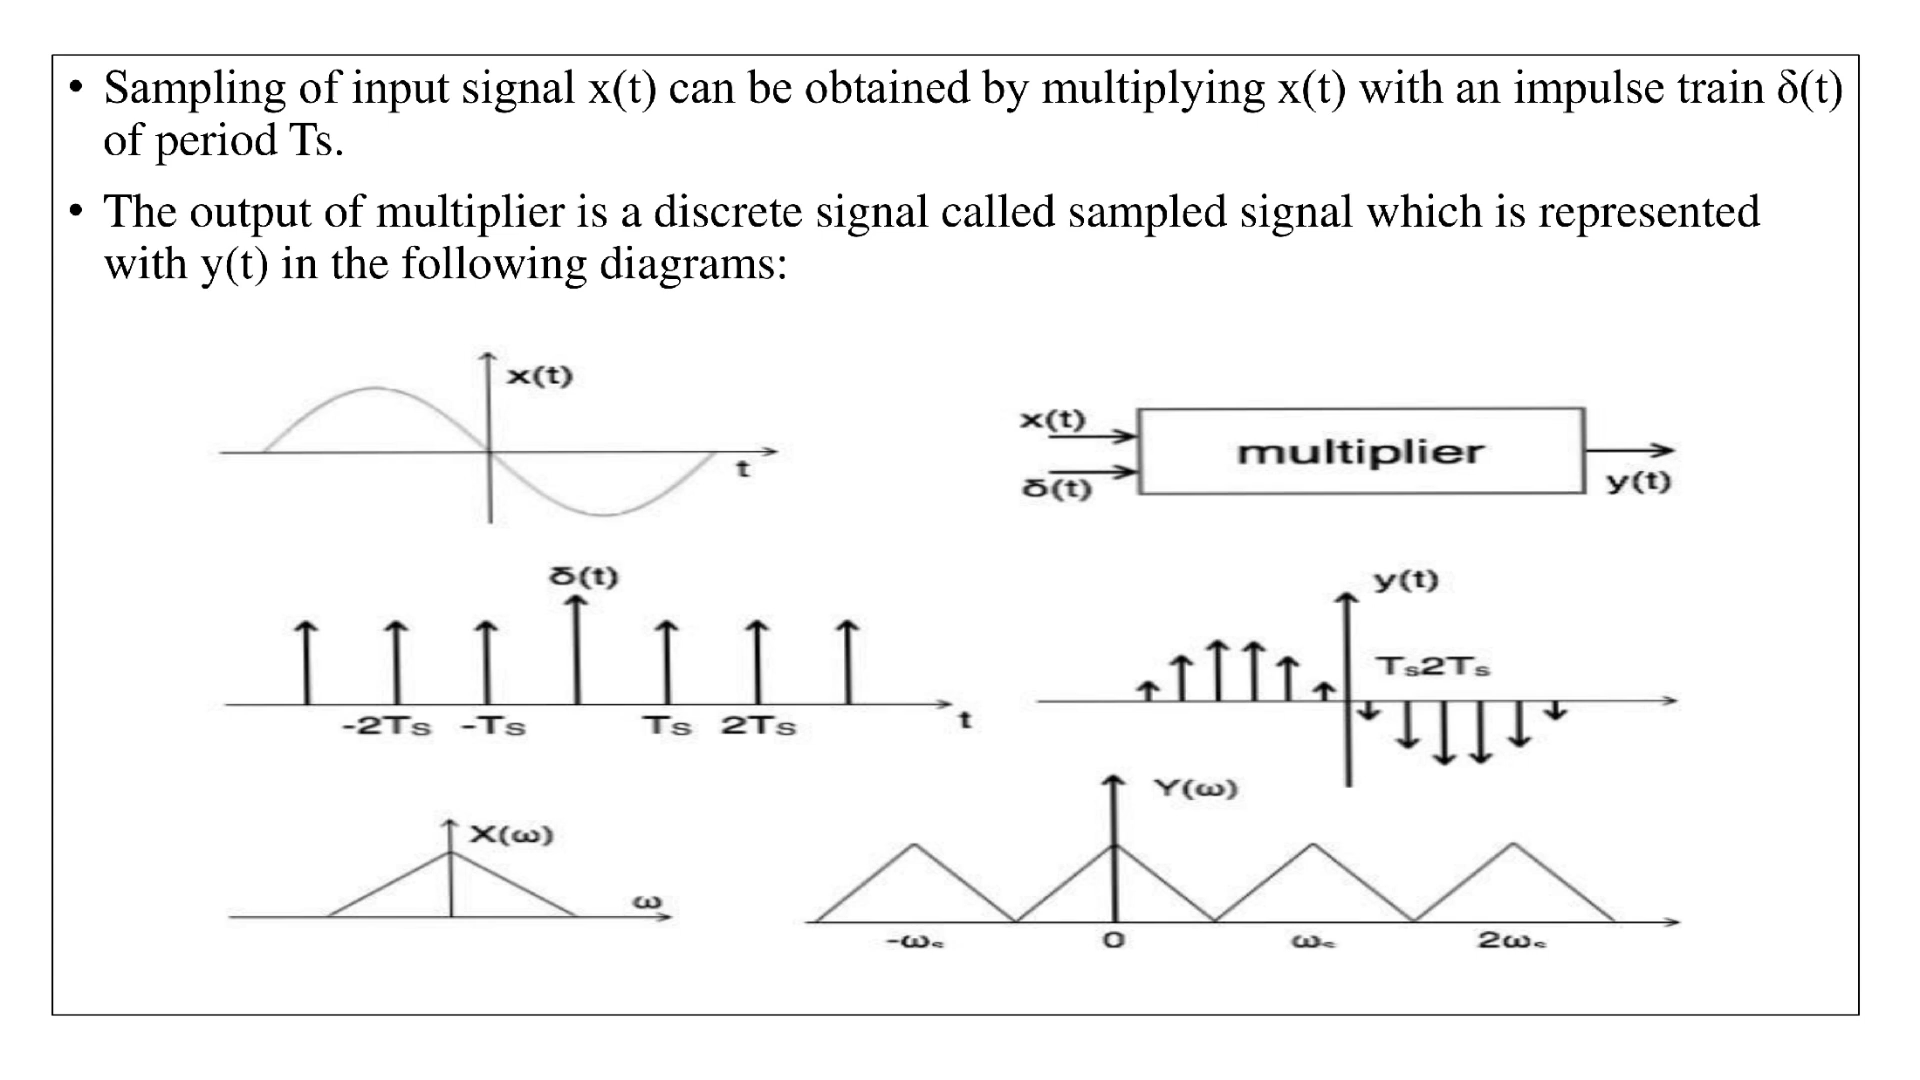 • Sampling of input signal x(t) can be obtained by multiplying x(t) with an impulse train δ(t)
of period Ts.
• The output of multiplier is a discrete signal called sampled signal which is represented
with y(t) in the following diagrams:
x(t)
t
x(t)
δ(t)
multiplier
y(t)
δ(t)
-2Ts -Ts Ts 2Ts
t
y(t)
Ts2Ts
X(ω)
ω
Y(ω)
-ωs 0 ωs 2ωs